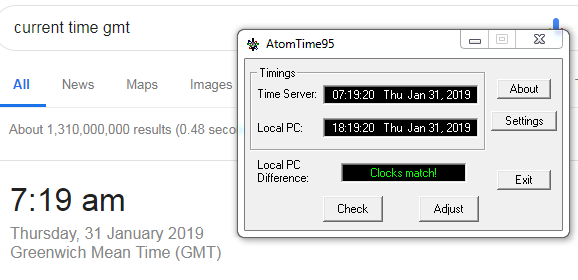 current time gmt
All News Maps Images
About 1,310,000,000 results (0.48 seco
7:19 am
Thursday, 31 January 2019
Greenwich Mean Time (GMT)
AtomTime95
Timings
Time Server: 07:19:20 Thu Jan 31, 2019
Local PC: 18:19:20 Thu Jan 31, 2019
Local PC
Difference: Clocks match!
Check Adjust
About
Settings
Exit